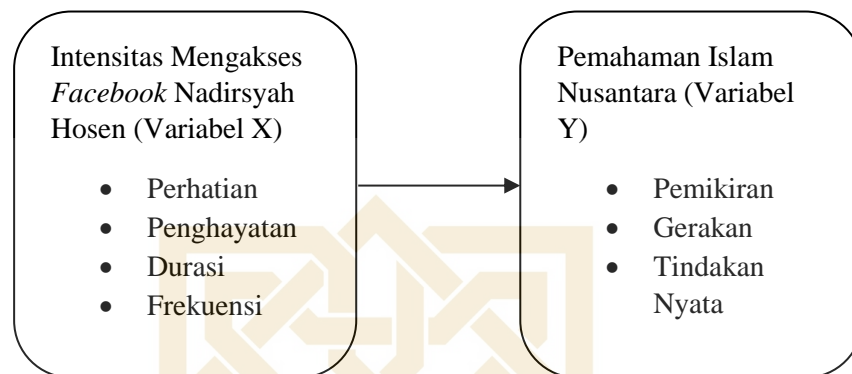 Intensitas Mengakses
Facebook Nadirsyah
Hosen (Variabel X)
• Perhatian
• Penghayatan
• Durasi
• Frekuensi
Pemahaman Islam
Nusantara (Variabel
Y)
• Pemikiran
• Gerakan
• Tindakan
Nyata